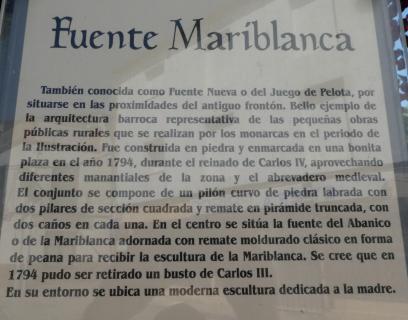 Fuente Mariblanca
También conocida como Fuente Nueva o del Juego de Pelota, por
situarse en las proximidades del antiguo frontón. Bello ejemplo de
la arquitectura barroca representativa de las pequeñas obras
públicas rurales que se realizan por los monarcas en el periodo de
la Ilustración. Fue construida en piedra y enmarcada en una bonita
plaza en el año 1794, durante el reinado de Carlos IV, aprovechando
diferentes manantiales de la zona y el abrevadero medieval.
El conjunto se compone de un pilón curvo de piedra labrada con
dos pilares de sección cuadrada y remate en pirámide truncada, con
dos caños en cada una. En el centro se sitúa la fuente del Abanico
o de la Mariblanca adornada con remate moldurado clásico en forma
de peana para recibir la escultura de la Mariblanca. Se cree que en
1794 pudo ser retirado un busto de Carlos III.
En su entorno se ubica una moderna escultura dedicada a la madre.